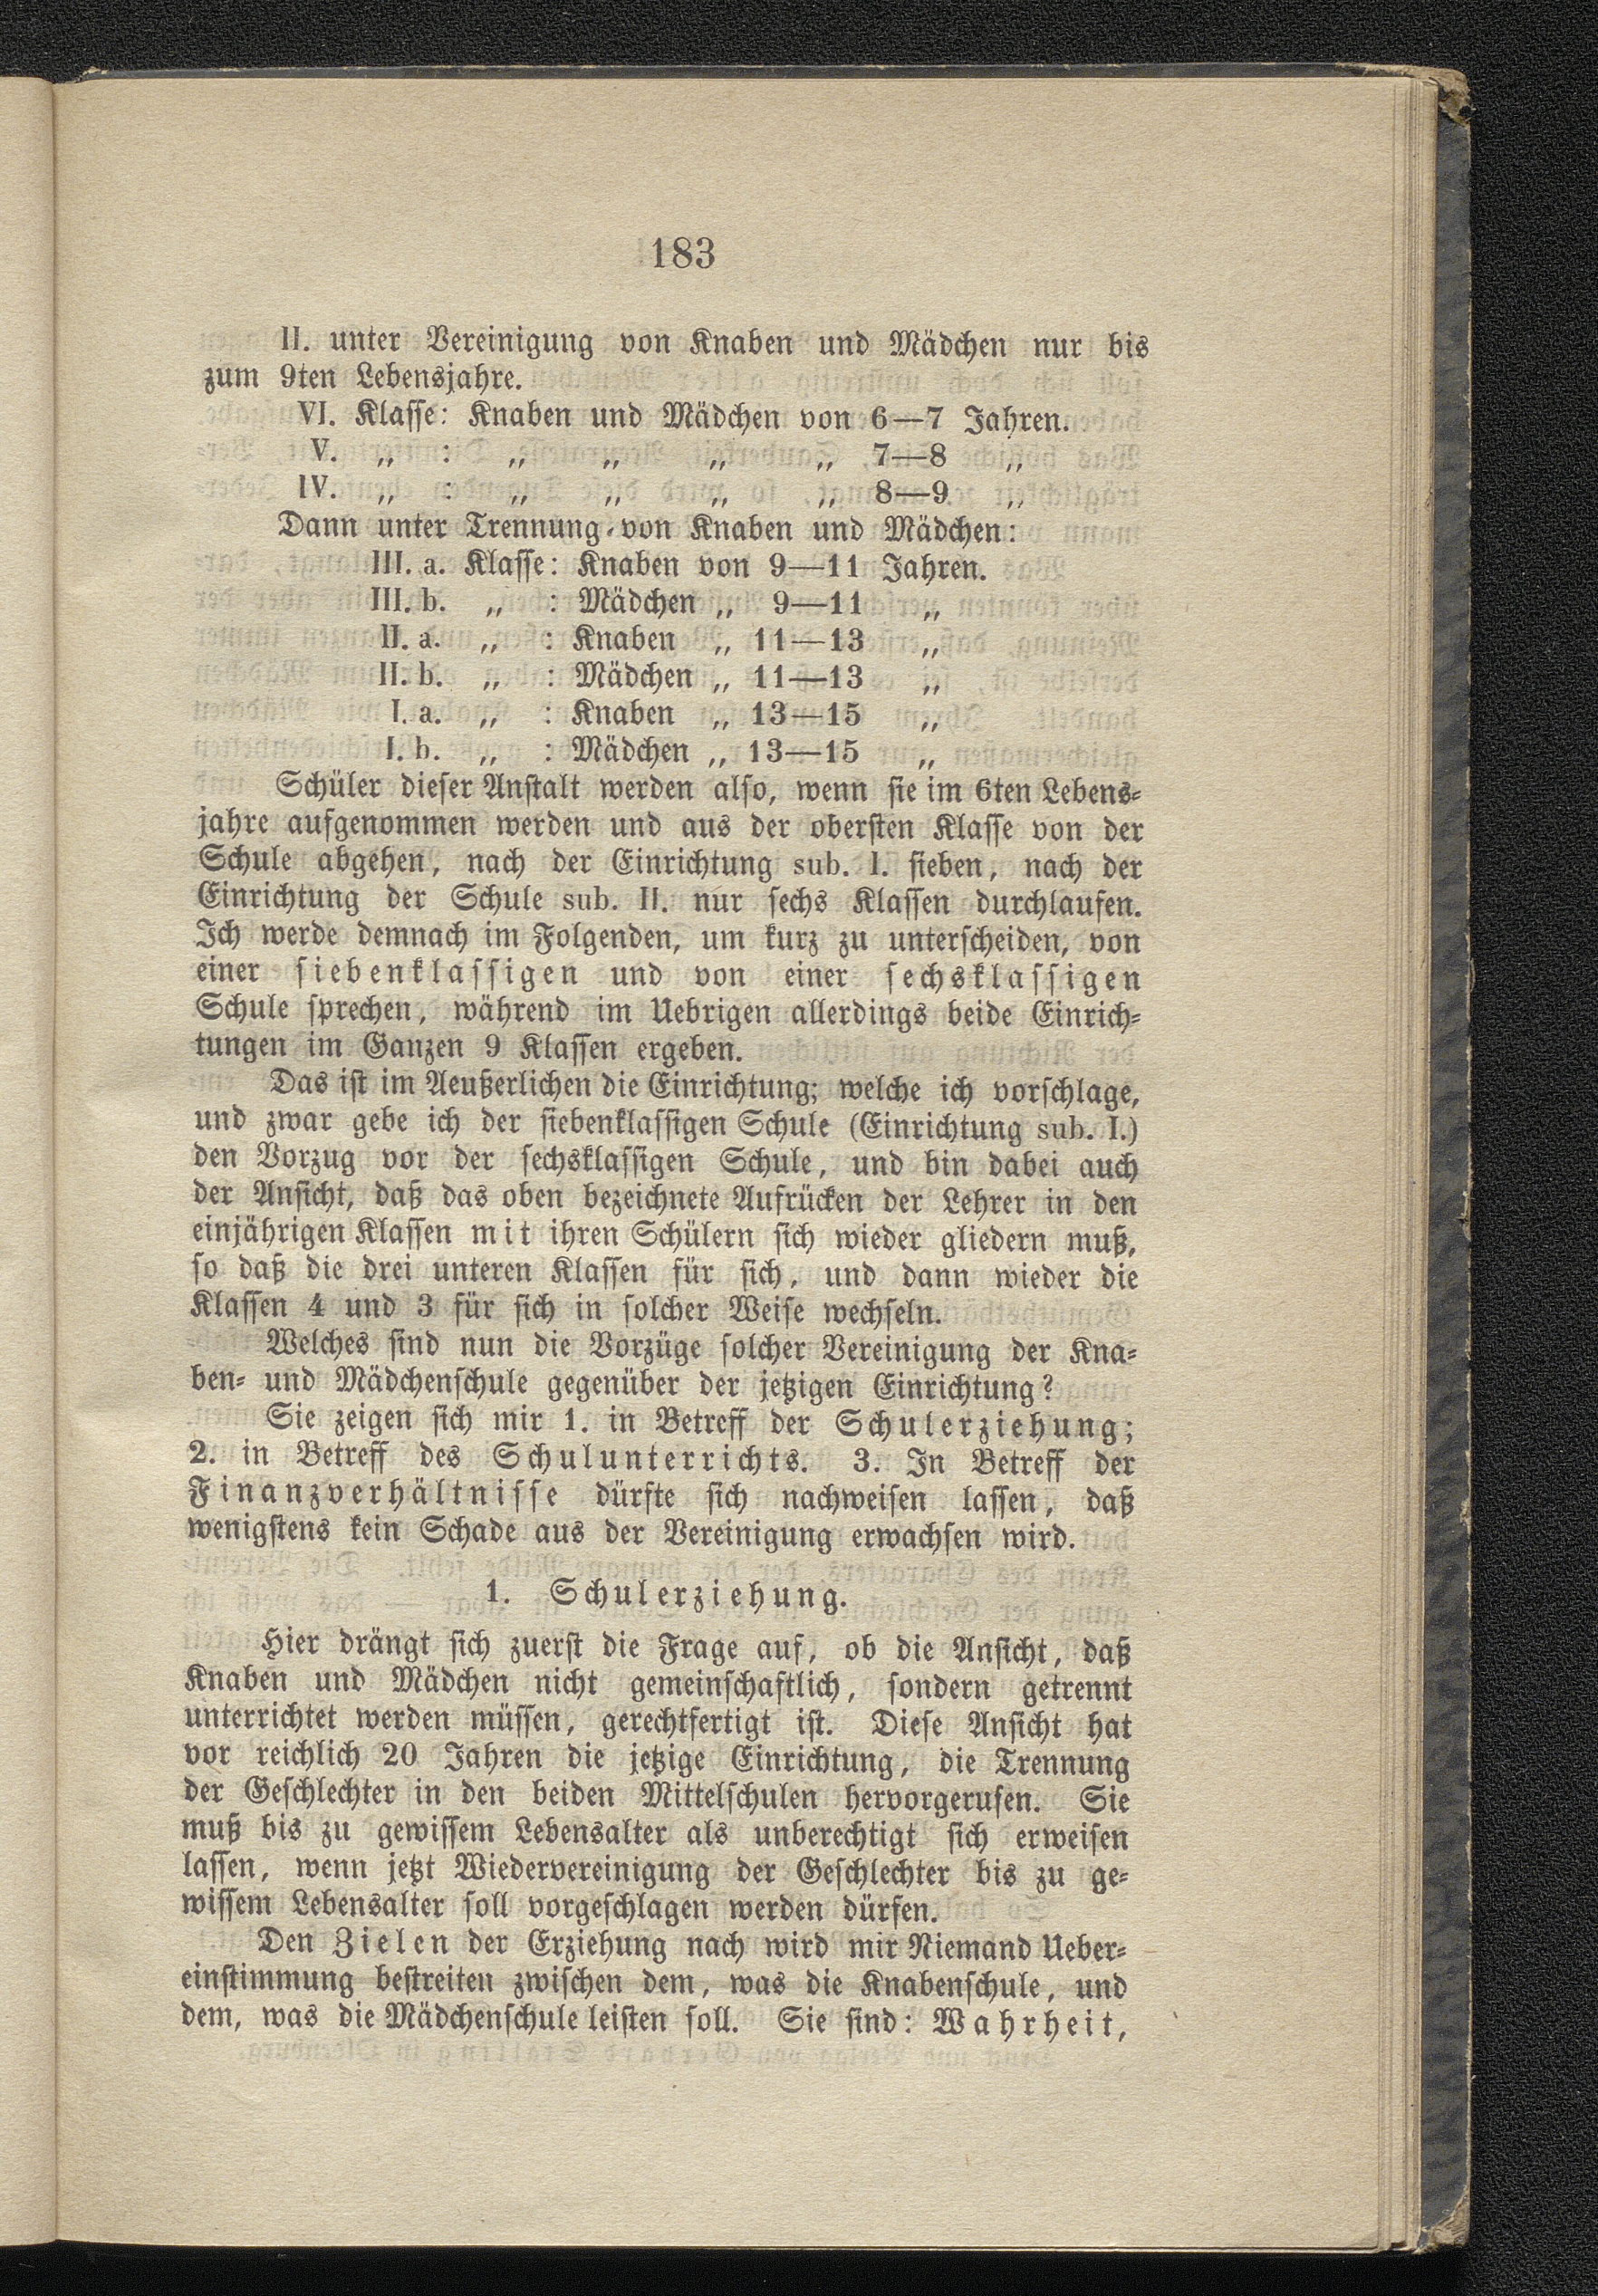 183
II. unter Vereinigung von Knaben und Mädchen nur bis
zum 9ten Lebensjahre.
VI. Klasse: Knaben und Mädchen von 6—7 Jahren.
V. „ : „ „ „ „ 7—8 „
IV. „ : „ „ „ „ 8—9 „
Dann unter Trennung von Knaben und Mädchen:
III. a. Klasse: Knaben von 9—11 Jahren.
III. b. „ : Mädchen „ 9—11 „
II. a. „ : Knaben „ 11—13 „
II. b. „ : Mädchen „ 11—13 „
I. a. „ : Knaben „ 13—15 „
I. b. „ : Mädchen „ 13—15 „
Schüler dieser Anstalt werden also, wenn sie im 6ten Lebens-
jahre aufgenommen werden und aus der obersten Klasse von der
Schule abgehen, nach der Einrichtung sub. I. sieben, nach der
Einrichtung der Schule sub. II. nur sechs Klassen durchlaufen.
Ich werde demnach im Folgenden, um kurz zu unterscheiden, von
einer siebenklassigen und von einer sechsklassigen
Schule sprechen, während im Uebrigen allerdings beide Einrich-
tungen im Ganzen 9 Klassen ergeben.
Das ist im Aeußerlichen die Einrichtung; welche ich vorschlage,
und zwar gebe ich der siebenklassigen Schule (Einrichtung sub. I.)
den Vorzug vor der sechsklassigen Schule, und bin dabei auch
der Ansicht, daß das oben bezeichnete Aufrücken der Lehrer in den
einjährigen Klassen mit ihren Schülern sich wieder gliedern muß,
so daß die drei unteren Klassen für sich, und dann wieder die
Klassen 4 und 3 für sich in solcher Weise wechseln.
Welches sind nun die Vorzüge solcher Vereinigung der Kna-
ben- und Mädchenschule gegenüber der jetzigen Einrichtung?
Sie zeigen sich mir 1. in Betreff der Schulerziehung;
2. in Betreff des Schulunterrichts. 3. In Betreff der
Finanzverhältnisse dürfte sich nachweisen lassen, daß
wenigstens kein Schade aus der Vereinigung erwachsen wird.
1. Schulerziehung.
Hier drängt sich zuerst die Frage auf, ob die Ansicht, daß
Knaben und Mädchen nicht gemeinschaftlich, sondern getrennt
unterrichtet werden müssen, gerechtfertigt ist. Diese Ansicht hat
vor reichlich 20 Jahren die jetzige Einrichtung, die Trennung
der Geschlechter in den beiden Mittelschulen hervorgerufen. Sie
muß bis zu gewissem Lebensalter als unberechtigt sich erweisen
lassen, wenn jetzt Wiedervereinigung der Geschlechter bis zu ge-
wissem Lebensalter soll vorgeschlagen werden dürfen.
Den Zielen der Erziehung nach wird mir Niemand Ueber-
einstimmung bestreiten zwischen dem, was die Knabenschule, und
dem, was die Mädchenschule leisten soll. Sie sind: Wahrheit,